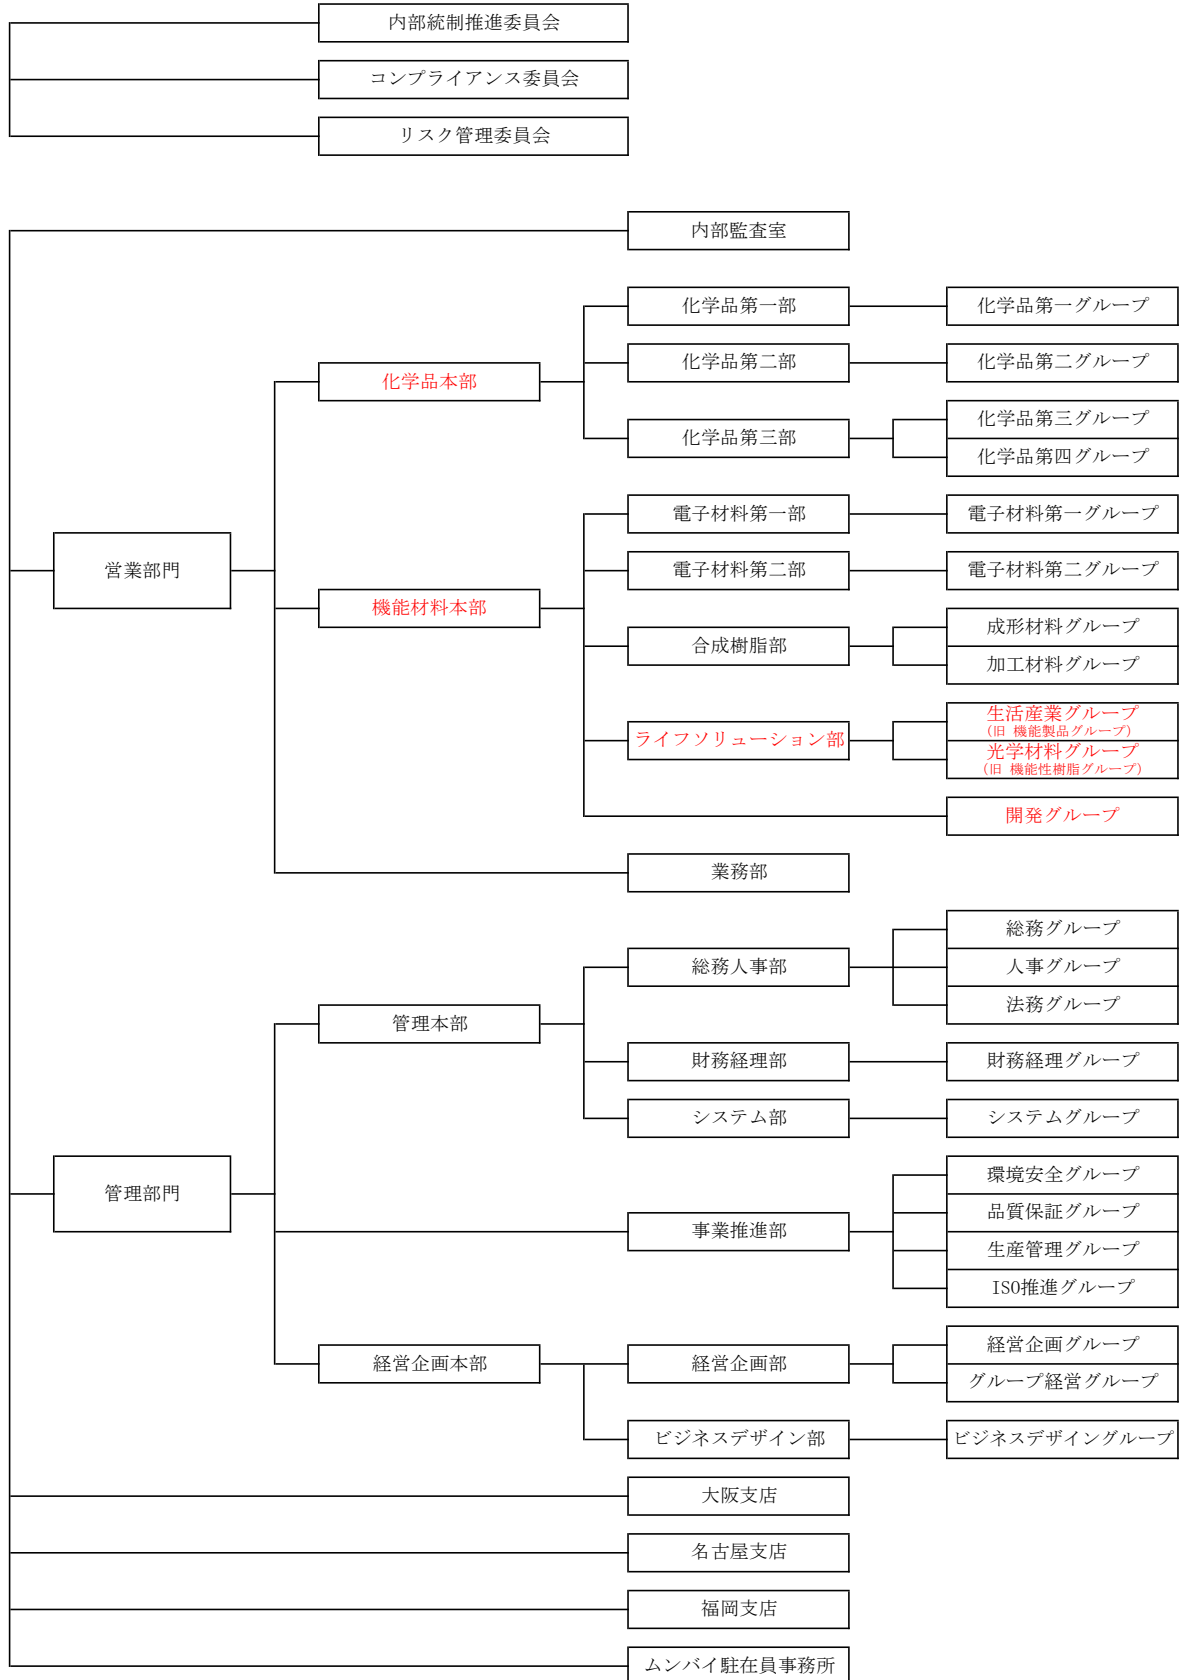 内部統制推進委員会
コンプライアンス委員会
リスク管理委員会
内部監査室
化学品第一部
化学品第一グループ
化学品第二部
化学品第二グループ
化学品本部
化学品第三部
化学品第三グループ
化学品第四グループ
電子材料第一部
電子材料第一グループ
営業部門
電子材料第二部
電子材料第二グループ
機能材料本部
合成樹脂部
成形材料グループ
加工材料グループ
ライフソリューション部
生活産業グループ
(旧 機能製品グループ)
光学材料グループ
(旧 機能性樹脂グループ)
開発グループ
業務部
総務人事部
総務グループ
人事グループ
法務グループ
管理本部
財務経理部
財務経理グループ
システム部
システムグループ
管理部門
事業推進部
環境安全グループ
品質保証グループ
生産管理グループ
ISO推進グループ
経営企画本部
経営企画部
経営企画グループ
グループ経営グループ
ビジネスデザイン部
ビジネスデザイングループ
大阪支店
名古屋支店
福岡支店
ムンバイ駐在員事務所